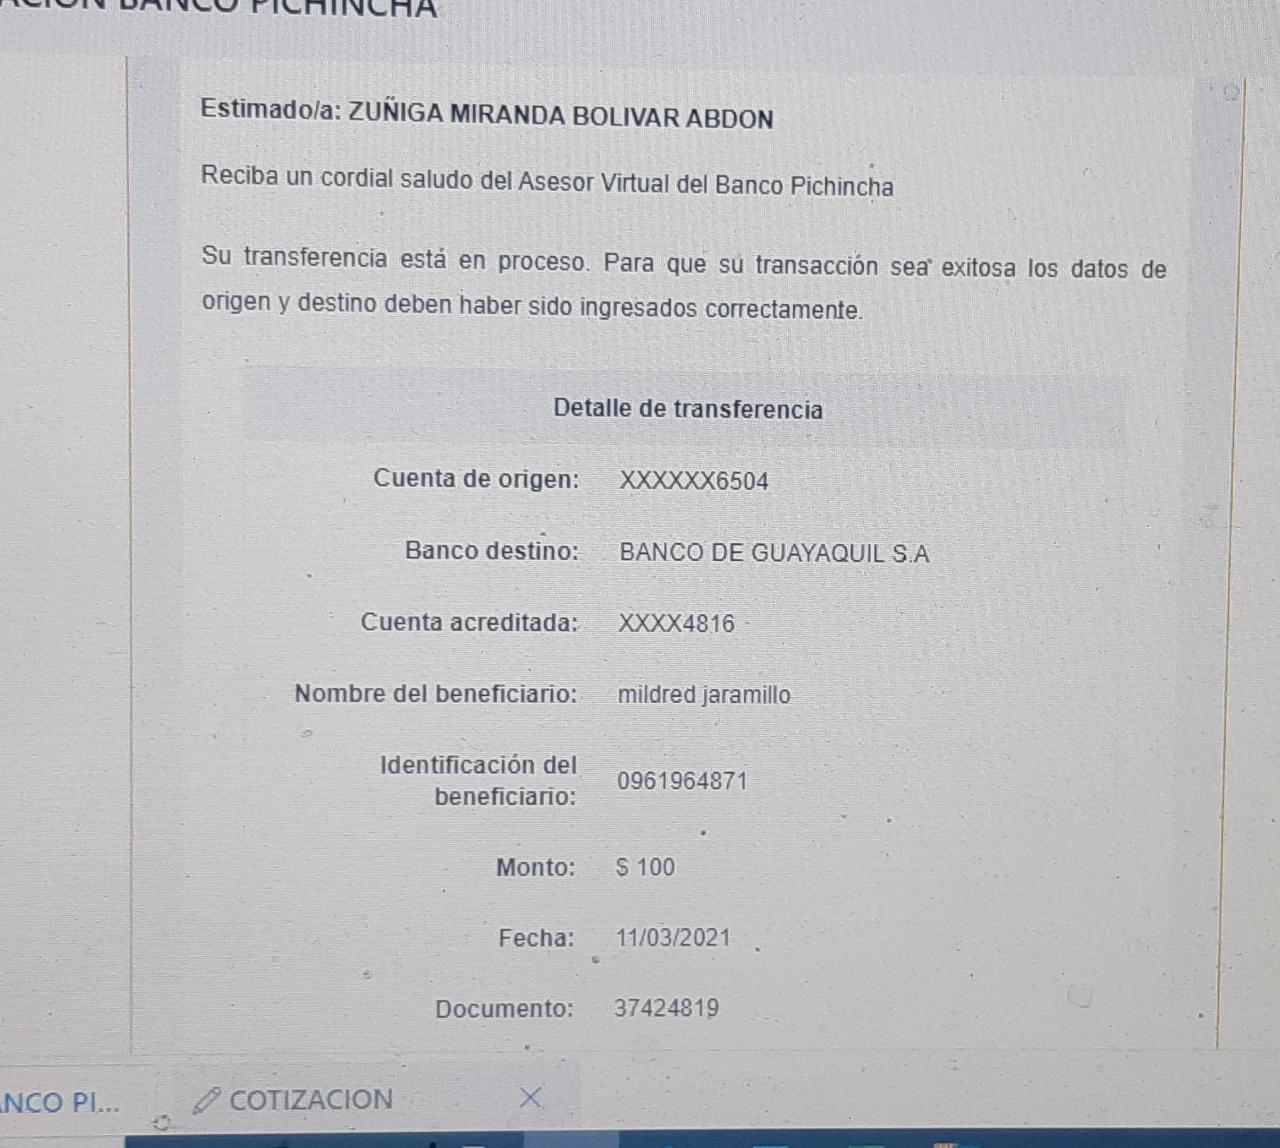 BANCO PICHINCHA
Estimado/a: ZUÑIGA MIRANDA BOLIVAR ABDON
Reciba un cordial saludo del Asesor Virtual del Banco Pichincha
Su transferencia está en proceso. Para que su transacción sea exitosa los datos de
origen y destino deben haber sido ingresados correctamente.
Detalle de transferencia
Cuenta de origen: XXXXXX6504
Banco destino: BANCO DE GUAYAQUIL S.A
Cuenta acreditada: XXXX4816
Nombre del beneficiario: mildred jaramillo
Identificación del
beneficiario: 0961964871
Monto: $ 100
Fecha: 11/03/2021
Documento: 37424819
PI... COTIZACION